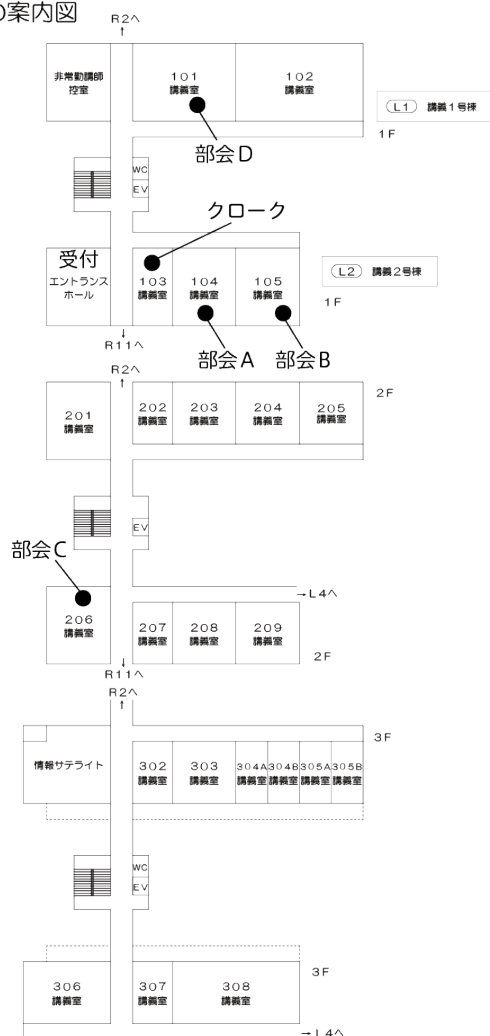 の案内図
R2へ
↑
非常勤講師
控室
101
講義室
102
講義室
L1 講義1号棟
1F
部会D
WC
EV
クローク
受付
エントランス
ホール
103
講義室
104
講義室
105
講義室
L2 講義2号棟
1F
↓
R11へ
部会A
部会B
R2へ
↑
2F
201
講義室
202
講義室
203
講義室
204
講義室
205
講義室
EV
部会C
→L4へ
206
講義室
207
講義室
208
講義室
209
講義室
2F
↓
R11へ
R2へ
↑
3F
情報サテライト
302
講義室
303
講義室
304A
講義室
304B
講義室
305A
講義室
305B
講義室
WC
EV
3F
306
講義室
307
講義室
308
講義室
→L4へ